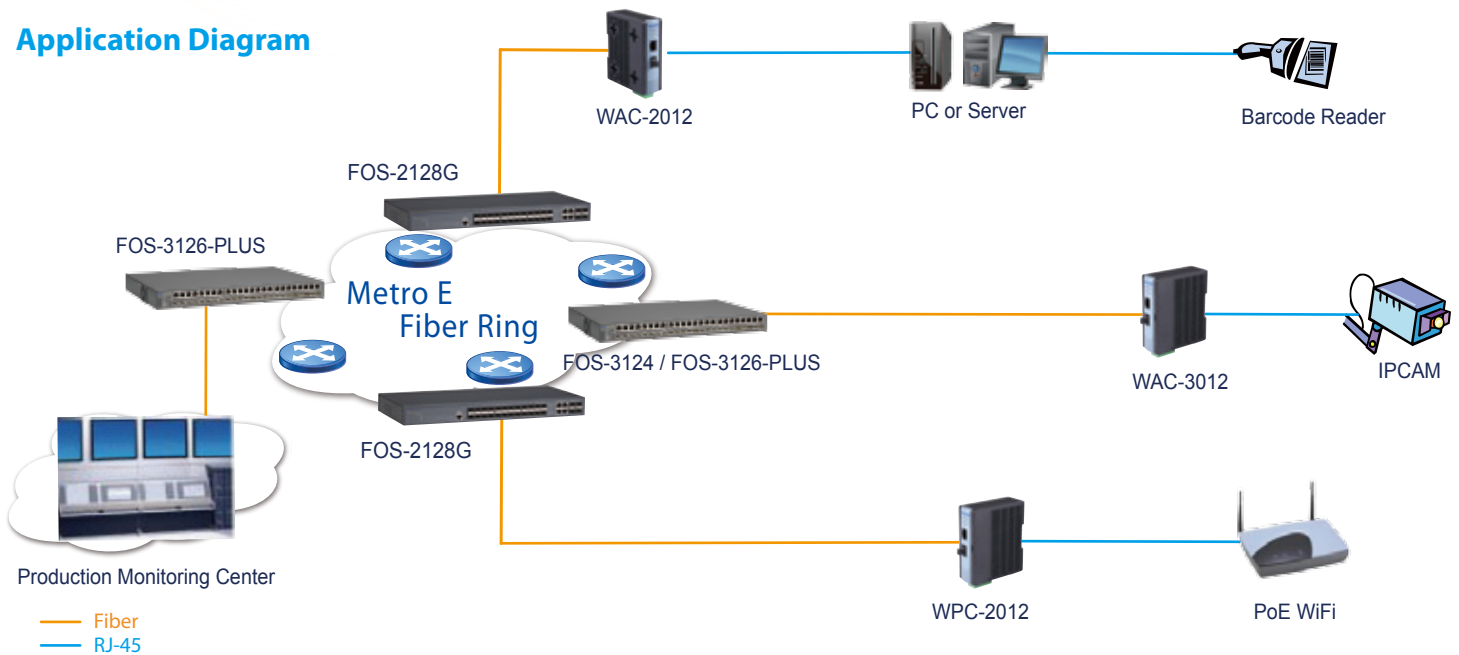 Application Diagram
WAC-2012
PC or Server
Barcode Reader
FOS-2128G
FOS-3126-PLUS
Metro E
Fiber Ring
FOS-3124 / FOS-3126-PLUS
WAC-3012
IPCAM
FOS-2128G
Production Monitoring Center
WPC-2012
PoE WiFi
Fiber
RJ-45